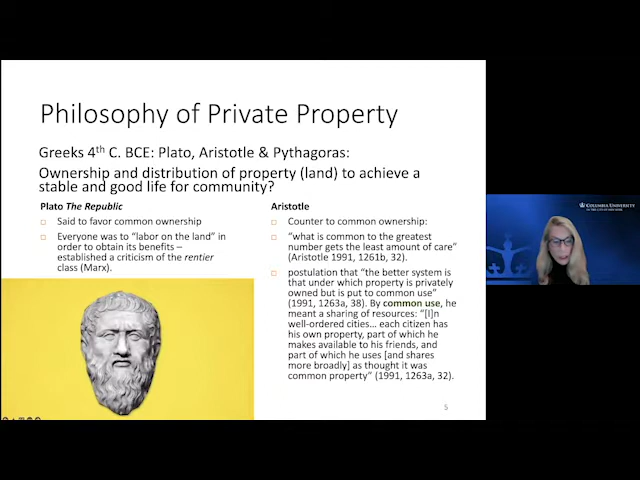 Philosophy of Private Property
Greeks 4th C. BCE: Plato, Aristotle & Pythagoras:
Ownership and distribution of property (land) to achieve a
stable and good life for community?
Plato The Republic
Said to favor common ownership
Everyone was to “labor on the land” in
order to obtain its benefits –
established a criticism of the rentier
class (Marx).
Aristotle
Counter to common ownership:
“what is common to the greatest
number gets the least amount of care”
(Aristotle 1991, 1261b, 32).
postulation that “the better system is
that under which property is privately
owned but is put to common use”
(1991, 1263a, 38). By common use, he
meant a sharing of resources: “[I]n
well-ordered cities… each citizen has
his own property, part of which he
makes available to his friends, and
part of which he uses [and shares
more broadly] as thought it was
common property” (1991, 1263a, 32).
5
COLUMBIA UNIVERSITY